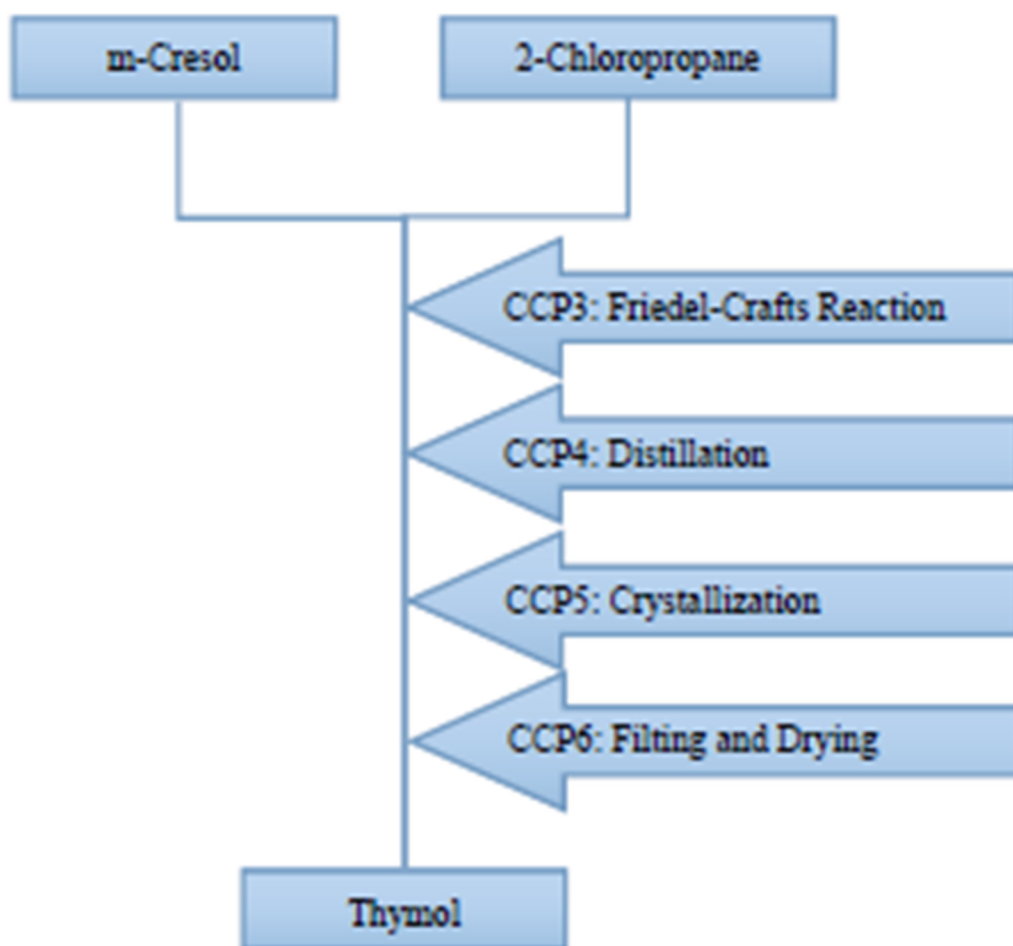 m-Cresol
2-Chloropropane
CCP3: Friedel-Crafts Reaction
CCP4: Distillation
CCP5: Crystallization
CCP6: Filting and Drying
Thymol